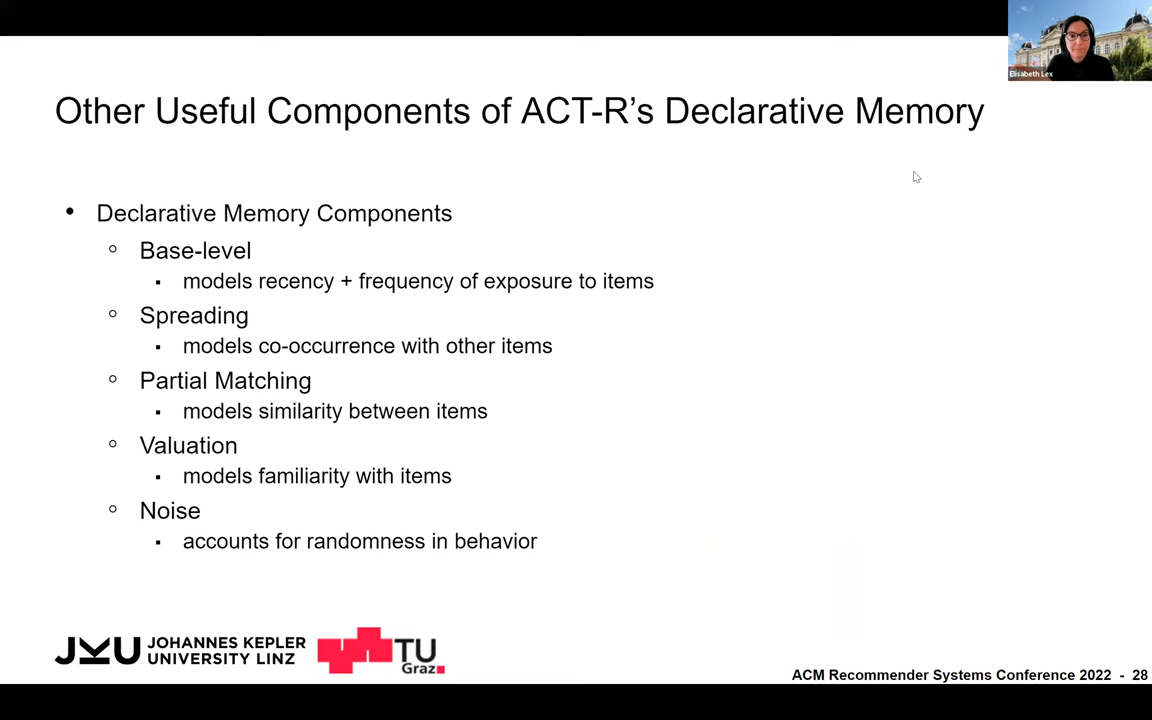 Elisabeth Lex
Other Useful Components of ACT-R’s Declarative Memory
• Declarative Memory Components
○ Base-level
▪ models recency + frequency of exposure to items
○ Spreading
▪ models co-occurrence with other items
○ Partial Matching
▪ models similarity between items
○ Valuation
▪ models familiarity with items
○ Noise
▪ accounts for randomness in behavior
JKU JOHANNES KEPLER
UNIVERSITY LINZ
TU
Graz
ACM Recommender Systems Conference 2022 - 28